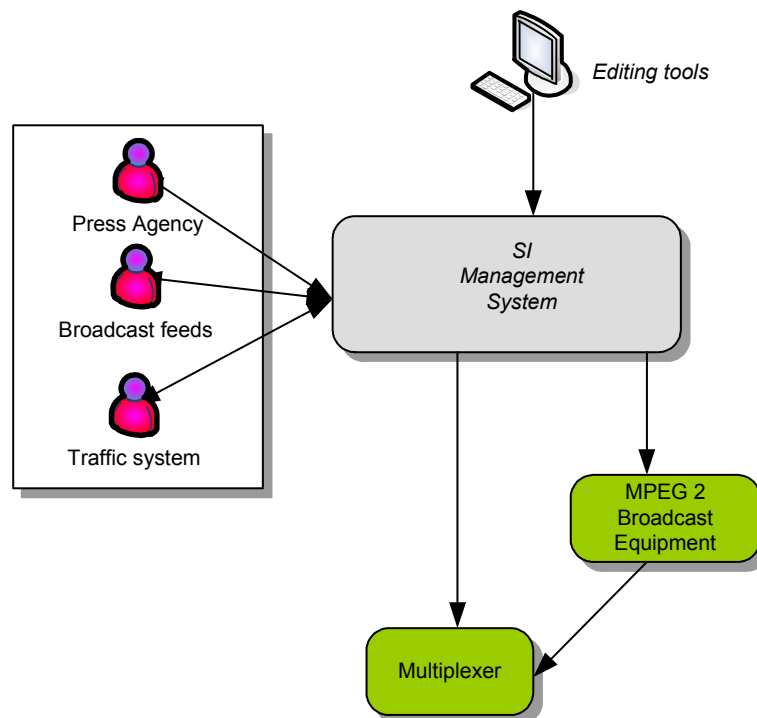 Editing tools
Press Agency
Broadcast feeds
Traffic system
SI
Management
System
MPEG 2
Broadcast
Equipment
Multiplexer